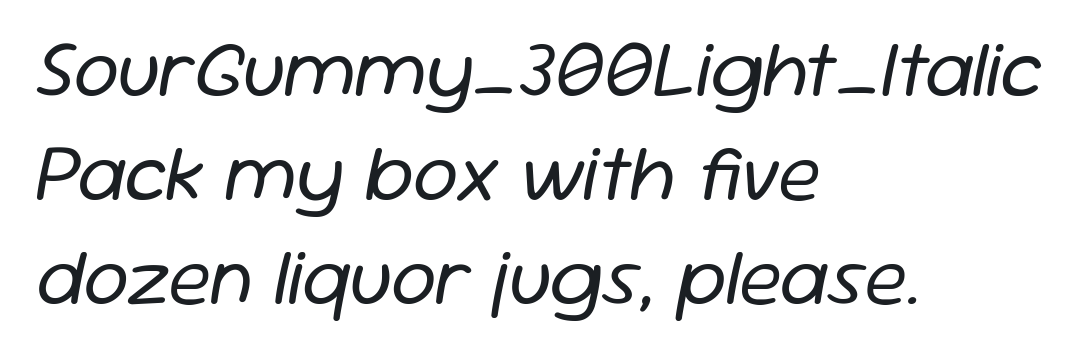 SourGummy_300Light_Italic
Pack my box with five
dozen liquor jugs, please.